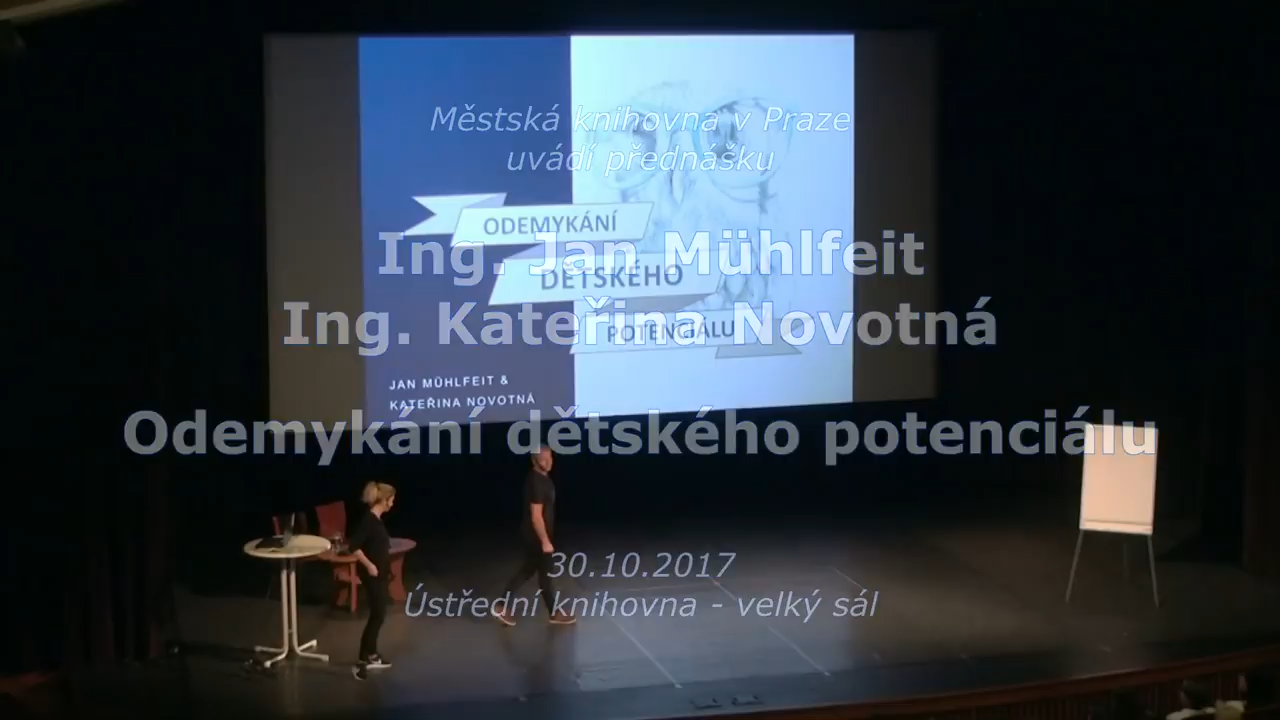 Městská knihovna v Praze
uvádí přednášku
Ing. Jan Mühlfeit
Ing. Kateřina Novotná
Odemykání dětského potenciálu
30.10.2017
Ústřední knihovna - velký sál
ODEMYKÁNÍ
DĚTSKÉHO
POTENCIÁLU
JAN MÜHLFEIT &
KATEŘINA NOVOTNÁ